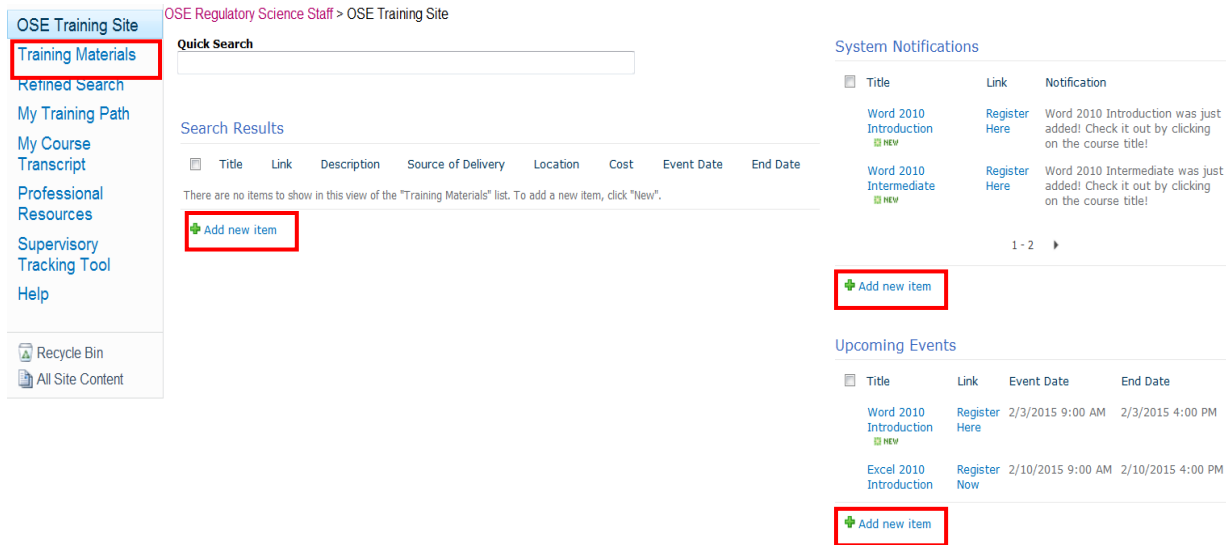 OSE Training Site
Training Materials
Refined Search
My Training Path
My Course
Transcript
Professional
Resources
Supervisory
Tracking Tool
Help
Recycle Bin
All Site Content
OSE Regulatory Science Staff > OSE Training Site
Quick Search
Search Results
Title Link Description Source of Delivery Location Cost Event Date End Date
There are no items to show in this view of the "Training Materials" list. To add a new item, click "New".
Add new item
System Notifications
Title Link Notification
Word 2010 Register Word 2010 Introduction was just
Introduction Here added! Check it out by clicking
NEW on the course title!
Word 2010 Register Word 2010 Intermediate was just
Intermediate Here added! Check it out by clicking
NEW on the course title!
1 - 2
Add new item
Upcoming Events
Title Link Event Date End Date
Word 2010 Register 2/3/2015 9:00 AM 2/3/2015 4:00 PM
Introduction Here
NEW
Excel 2010 Register 2/10/2015 9:00 AM 2/10/2015 4:00 PM
Introduction Now
Add new item